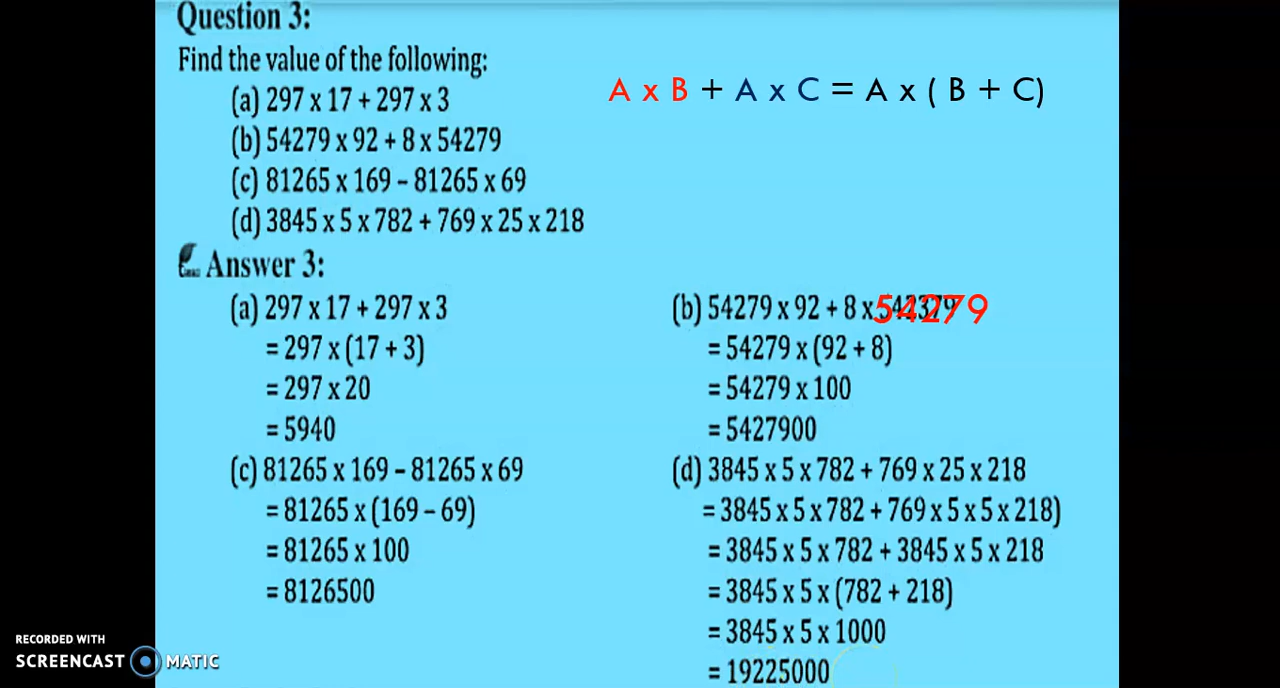 Question 3:
Find the value of the following:
(a) 297 x 17 + 297 x 3
(b) 54279 x 92 + 8 x 54279
(c) 81265 x 169 – 81265 x 69
(d) 3845 x 5 x 782 + 769 x 25 x 218
A x B + A x C = A x ( B + C)
Answer 3:
(a) 297 x 17 + 297 x 3
= 297 x (17 + 3)
= 297 x 20
= 5940
(b) 54279 x 92 + 8 x 54279
= 54279 x (92 + 8)
= 54279 x 100
= 5427900
(c) 81265 x 169 – 81265 x 69
= 81265 x (169 – 69)
= 81265 x 100
= 8126500
(d) 3845 x 5 x 782 + 769 x 25 x 218
= 3845 x 5 x 782 + 769 x 5 x 5 x 218)
= 3845 x 5 x 782 + 3845 x 5 x 218
= 3845 x 5 x (782 + 218)
= 3845 x 5 x 1000
= 19225000
RECORDED WITH
SCREENCAST MATIC